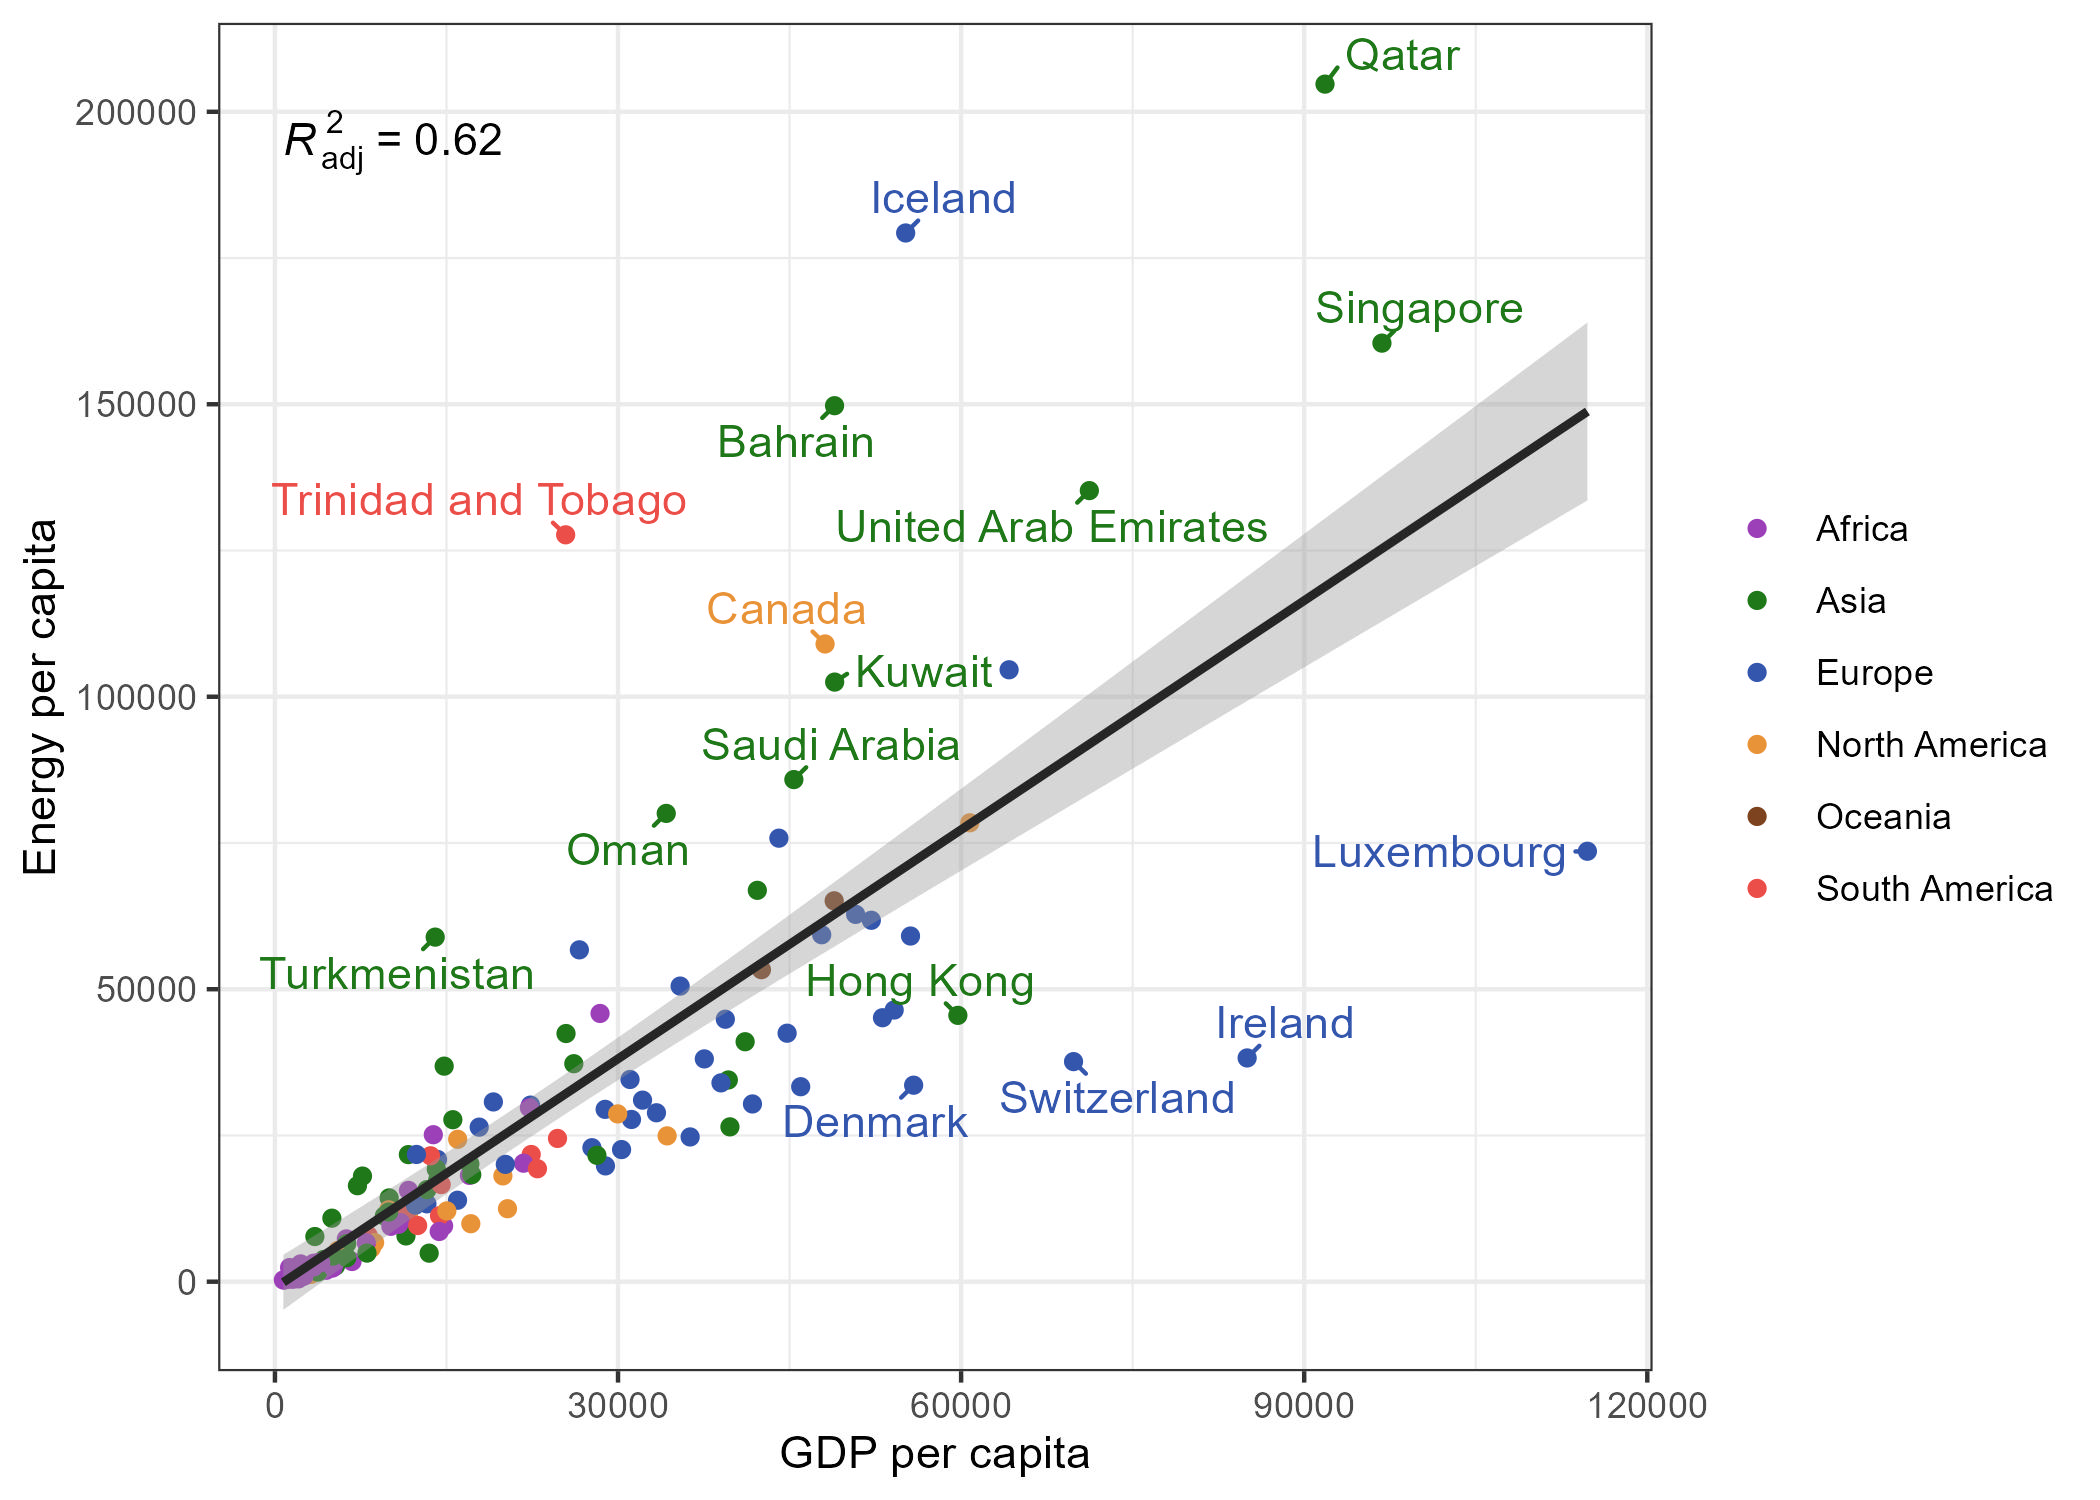 Qatar
200000
R²adj = 0.62
Iceland
Singapore
150000
Bahrain
Trinidad and Tobago
United Arab Emirates
Africa
Asia
Canada
Kuwait
Europe
100000
Saudi Arabia
North America
Oceania
Oman
Luxembourg
South America
Turkmenistan
Hong Kong
50000
Ireland
Switzerland
Denmark
0
Energy per capita
0 30000 60000 90000 120000
GDP per capita